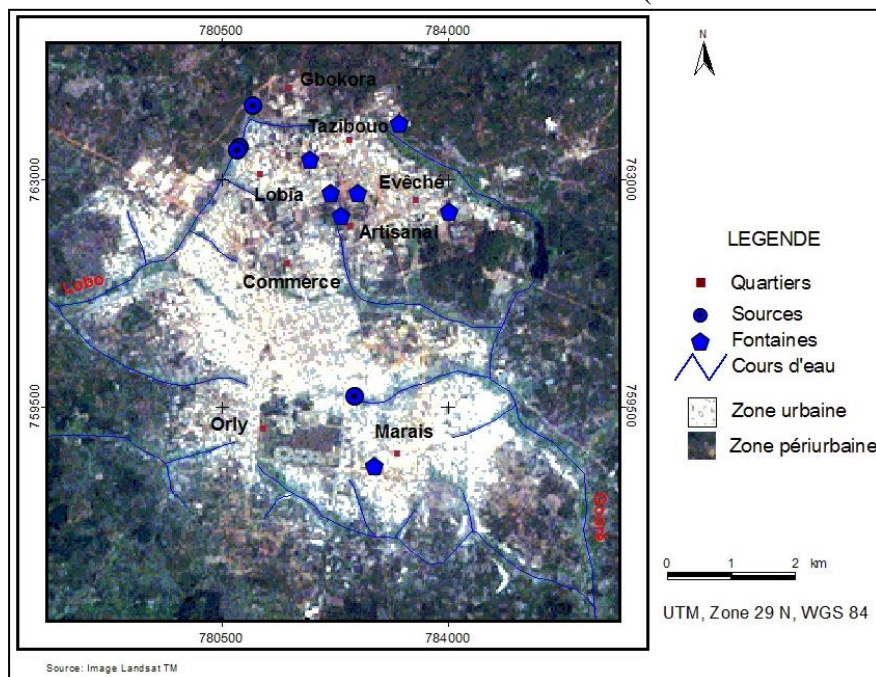 780500
784000
N
Gbokora
Tazibouo
763000
763000
Evêché
Lobia
Artisanal
LEGENDE
Commerce
Lobo
Quartiers
Sources
Fontaines
Cours d'eau
759500
759500
Orly
Marais
Zone urbaine
Zone périurbaine
0 1 2 km
UTM, Zone 29 N, WGS 84
780500
784000
Source: Image Landsat TM